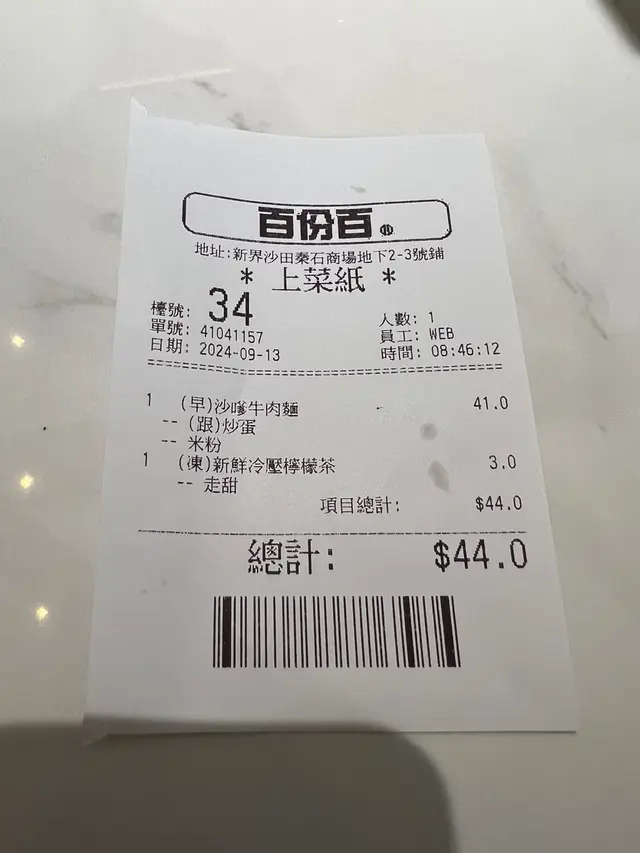 百份百
地址:新界沙田秦石商場地下2-3號鋪
* 上菜紙 *
檯號: 34
人數: 1
單號: 41041157
員工: WEB
日期: 2024-09-13
時間: 08:46:12
1 (早)沙嗲牛肉麵 41.0
-- (跟)炒蛋
-- 米粉
1 (凍)新鮮冷壓檸檬茶 3.0
-- 走甜
項目總計: $44.0
總計: $44.0